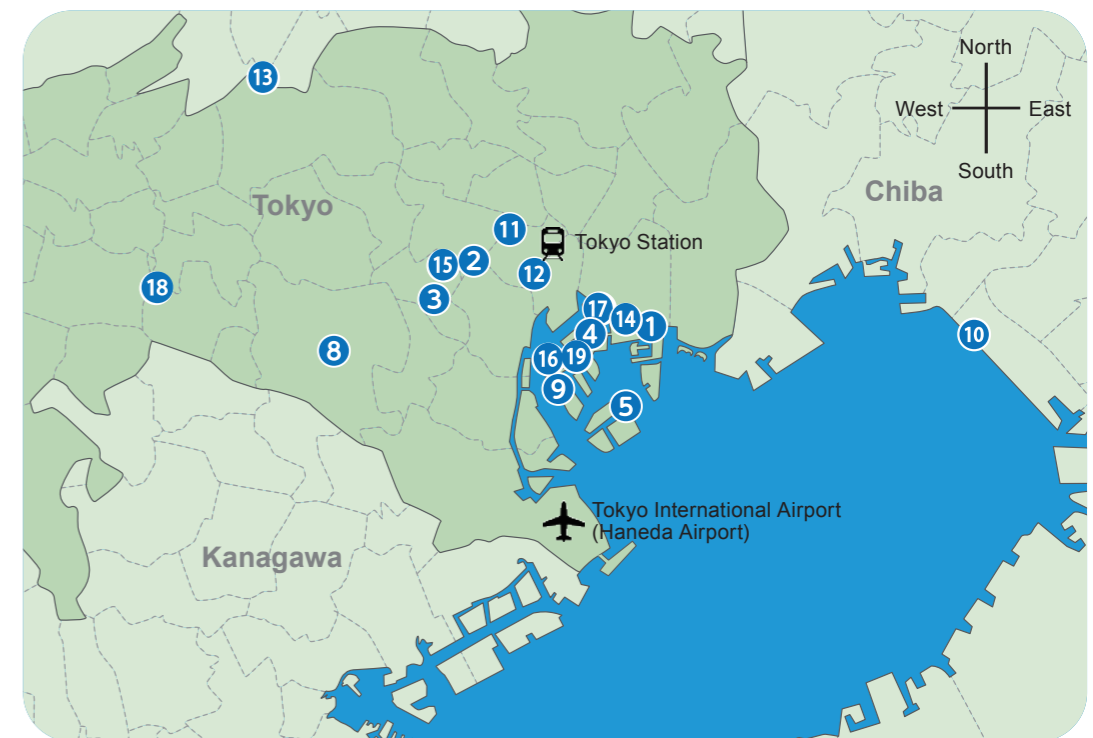 North
13
West
East
South
Chiba
Tokyo
11
Tokyo Station
15
2
12
18
3
17
14
1
4
10
8
16
19
9
5
Tokyo International Airport
(Haneda Airport)
Kanagawa